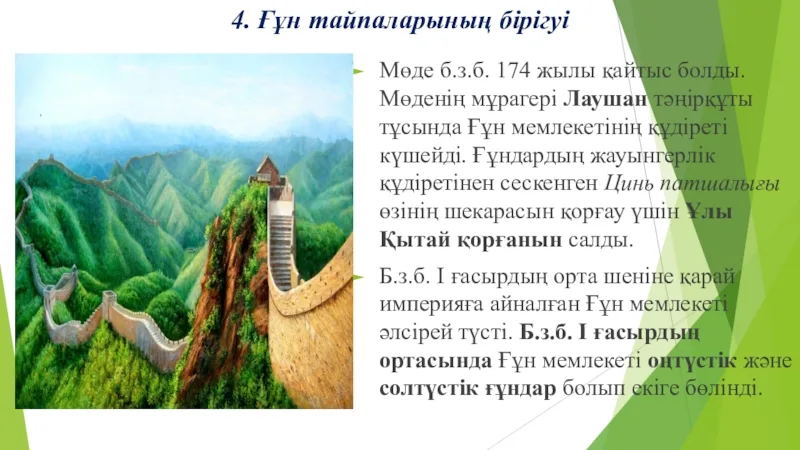 4. Ғұн тайпаларының бірігуі
Мөде б.з.б. 174 жылы қайтыс болды.
Мөденің мұрагері Лаушан тәңірқұты
тұсында Ғұн мемлекетінің құдіреті
күшейді. Ғұндардың жауынгерлік
құдіретінен сескенген Цинь патшалығы
өзінің шекарасын қорғау үшін Ұлы
Қытай қорғанын салды.
Б.з.б. І ғасырдың орта шеніне қарай
империяға айналған Ғұн мемлекеті
әлсірей түсті. Б.з.б. І ғасырдың
ортасында Ғұн мемлекеті оңтүстік және
солтүстік ғұндар болып екіге бөлінді.